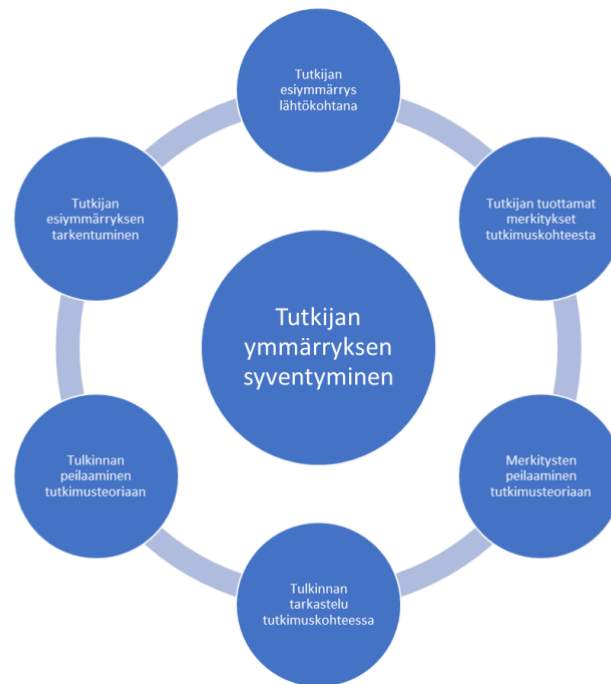 Tutkijan
esiymmärrys
lähtökohtana
Tutkijan tuottamat
merkitykset
tutkimuskohteesta
Merkitysten
peilaaminen
tutkimusteoriaan
Tulkinnan
tarkastelu
tutkimuskohteessa
Tulkinnan
peilaaminen
tutkimusteoriaan
Tutkijan
esiymmärryksen
tarkentuminen
Tutkijan
ymmärryksen
syventyminen